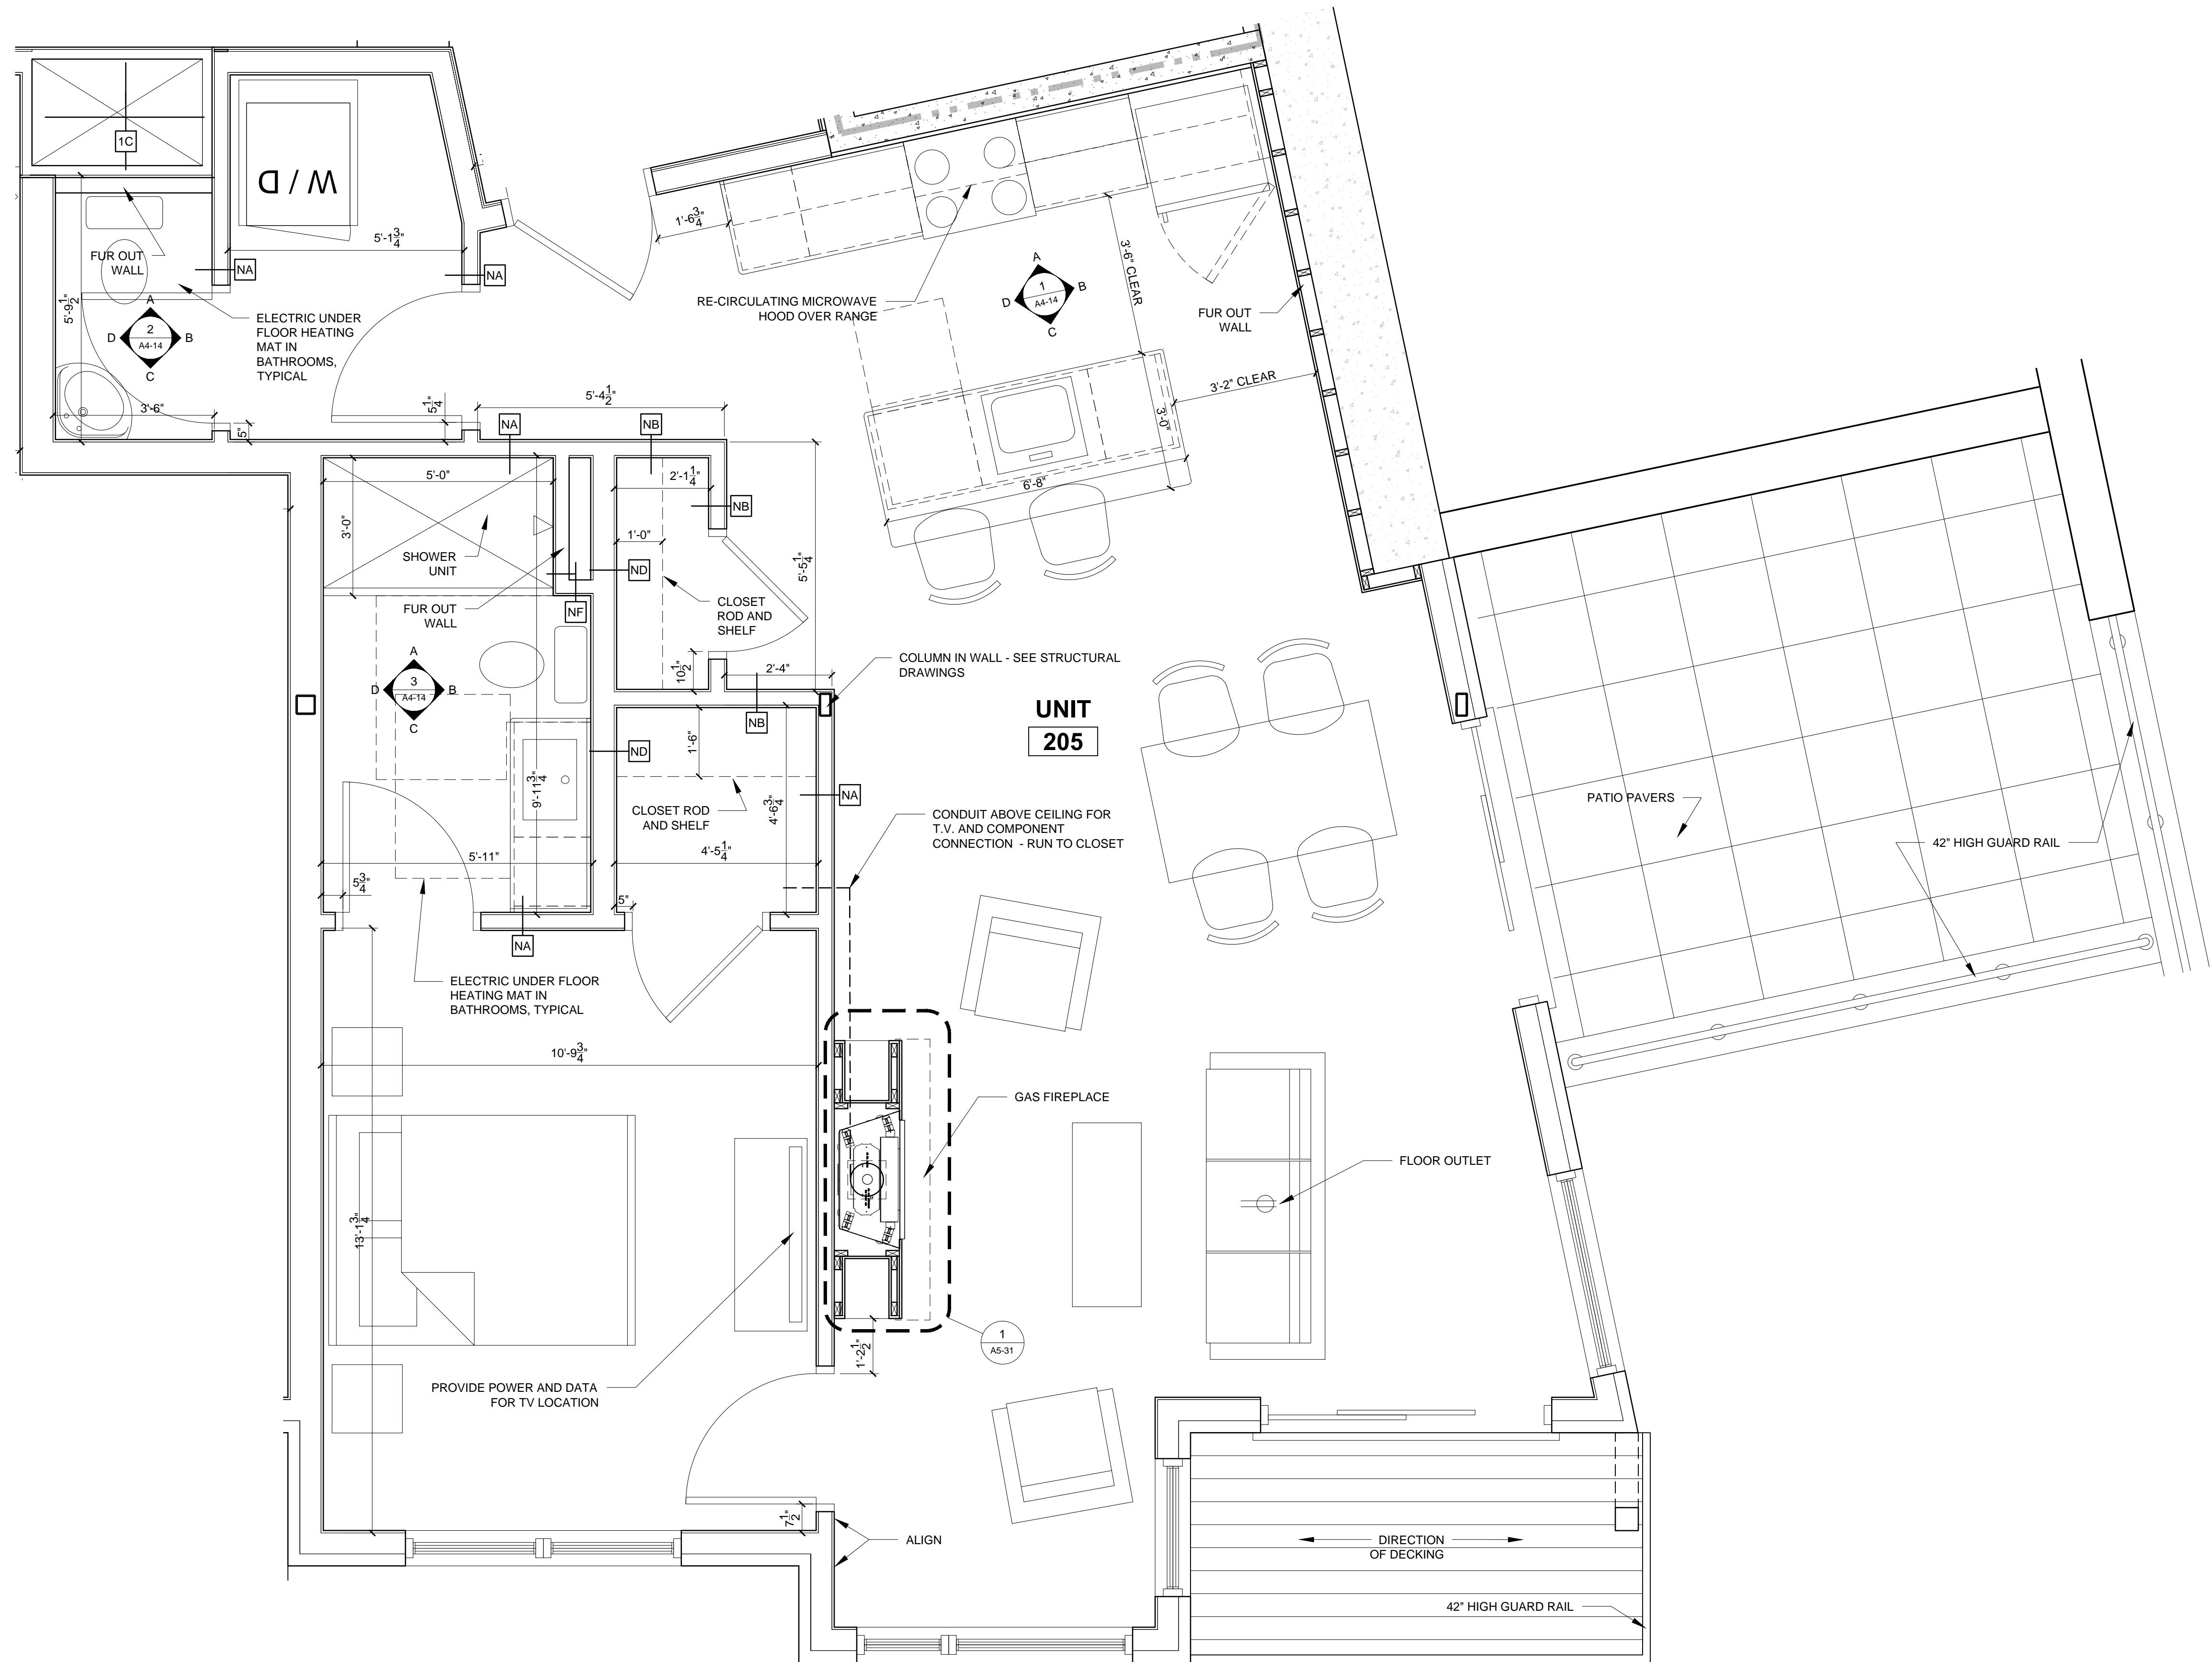 1C
W / D
5'-1 3/4"
1'-6 3/4"
FUR OUT
WALL
NA
NA
5'-9 1/2"
A
B
C
D
2
A4-14
ELECTRIC UNDER
FLOOR HEATING
MAT IN
BATHROOMS,
TYPICAL
3'-6"
5"
5 1/4"
5'-4 1/2"
RE-CIRCULATING MICROWAVE
HOOD OVER RANGE
A
B
C
D
1
A4-14
3'-6" CLEAR
FUR OUT
WALL
3'-2" CLEAR
3'-0"
6'-8"
NA
NB
5'-0"
2'-1 1/4"
NB
3'-0"
1'-0"
SHOWER
UNIT
ND
5'-5 1/4"
NF
FUR OUT
WALL
CLOSET
ROD AND
SHELF
A
B
C
D
3
A4-14
10 1/2"
2'-4"
COLUMN IN WALL - SEE STRUCTURAL
DRAWINGS
NB
UNIT
205
ND
1'-6"
9'-11 3/4"
CLOSET ROD
AND SHELF
4'-6 3/4"
NA
CONDUIT ABOVE CEILING FOR
T.V. AND COMPONENT
CONNECTION - RUN TO CLOSET
PATIO PAVERS
42" HIGH GUARD RAIL
5'-11"
4'-5 1/4"
5 3/4"
5"
NA
ELECTRIC UNDER FLOOR
HEATING MAT IN
BATHROOMS, TYPICAL
10'-9 3/4"
GAS FIREPLACE
FLOOR OUTLET
13'-1 3/4"
1
A5-31
1'-2 1/2"
PROVIDE POWER AND DATA
FOR TV LOCATION
7 1/2"
ALIGN
DIRECTION
OF DECKING
42" HIGH GUARD RAIL